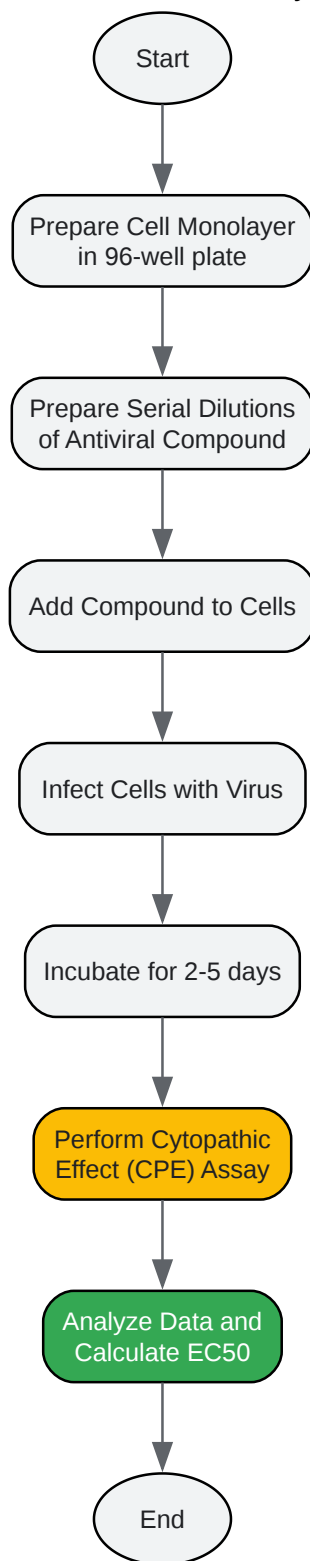 Start
Prepare Cell Monolayer
in 96-well plate
Prepare Serial Dilutions
of Antiviral Compound
Add Compound to Cells
Infect Cells with Virus
Incubate for 2-5 days
Perform Cytopathic
Effect (CPE) Assay
Analyze Data and
Calculate EC50
End